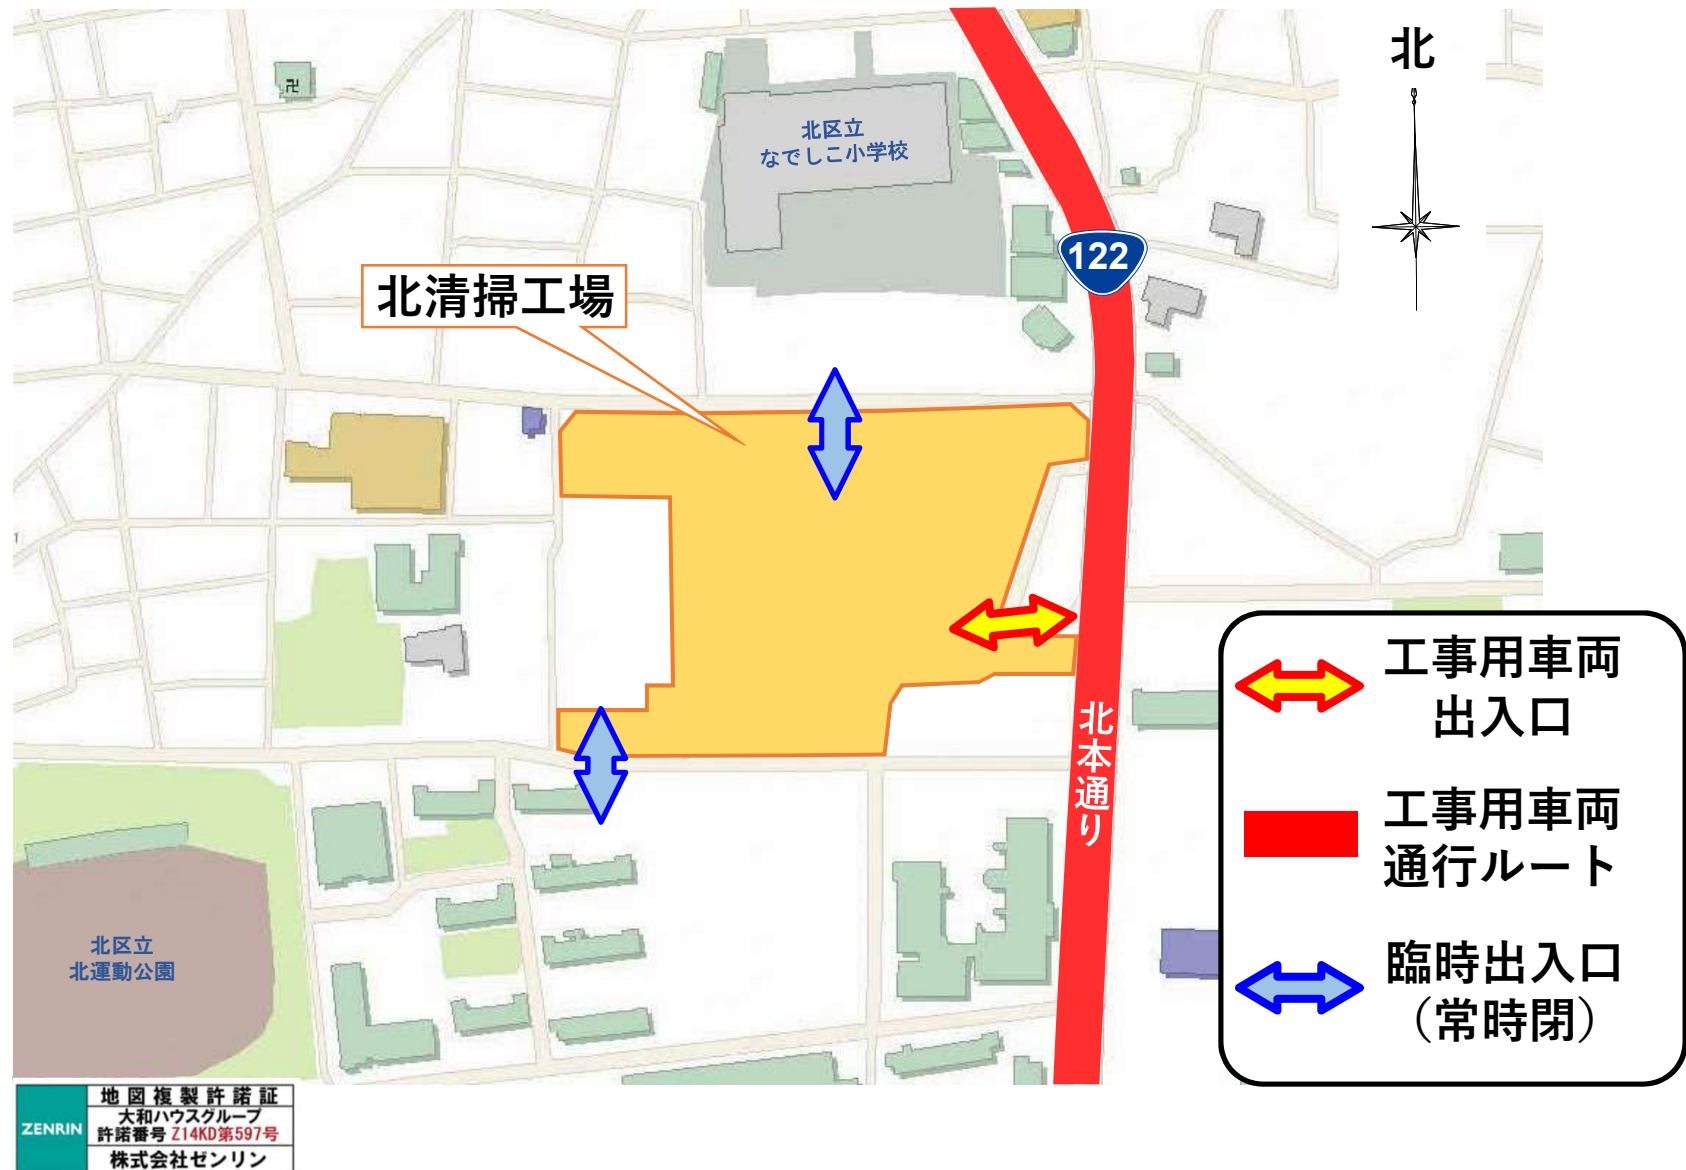 北
卍
北区立
なでしこ小学校
122
北清掃工場
北本通り
工事用車両
出入口
工事用車両
通行ルート
臨時出入口
（常時閉）
北区立
北運動公園
ZENRIN
地図複製許諾証
大和ハウスグループ
許諾番号 Z14KD第597号
株式会社ゼンリン